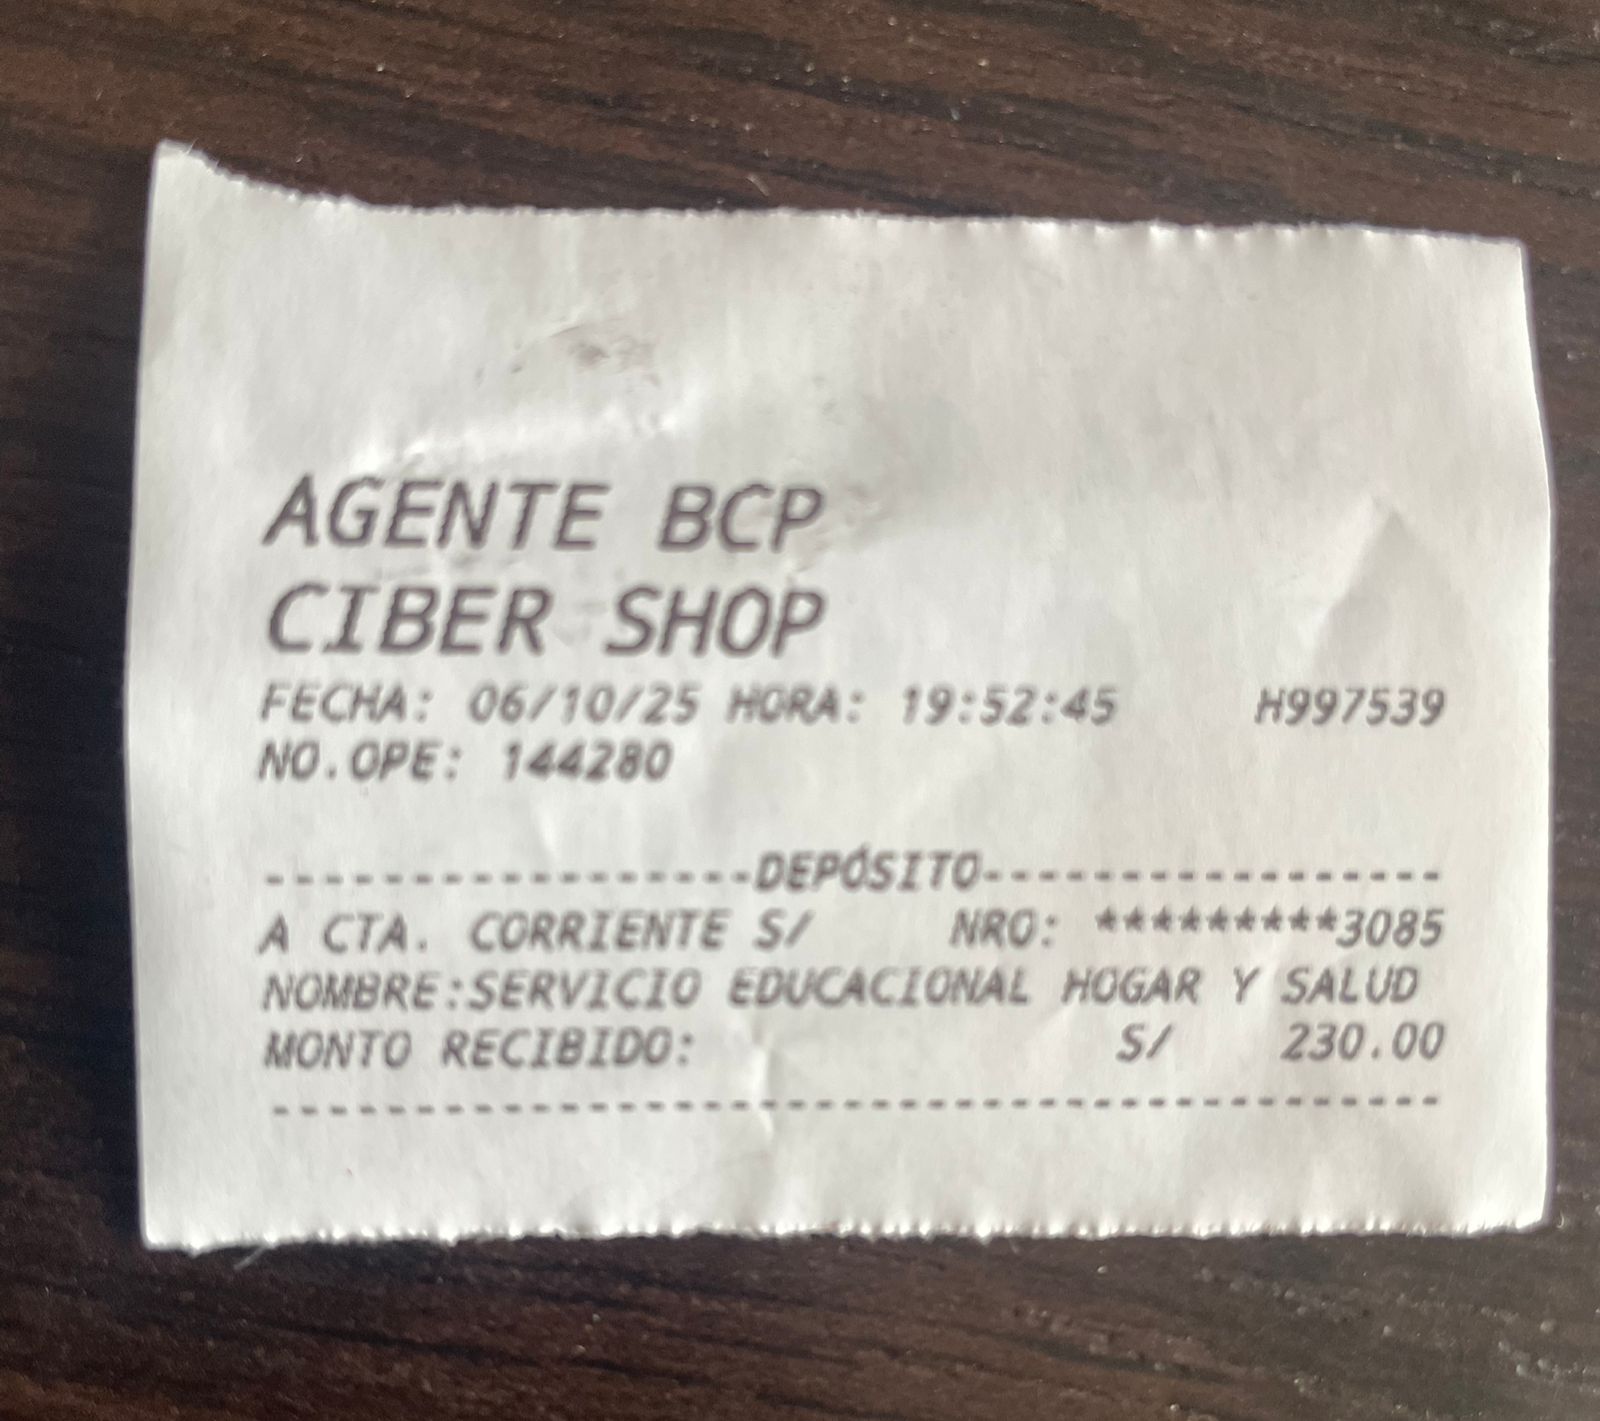 AGENTE BCP
CIBER SHOP
FECHA: 06/10/25 HORA: 19:52:45 H997539
NO.OPE: 144280
------------------DEPÓSITO-----------------
A CTA. CORRIENTE S/ NRO: *********3085
NOMBRE:SERVICIO EDUCACIONAL HOGAR Y SALUD
MONTO RECIBIDO: S/ 230.00
------------------------------------------